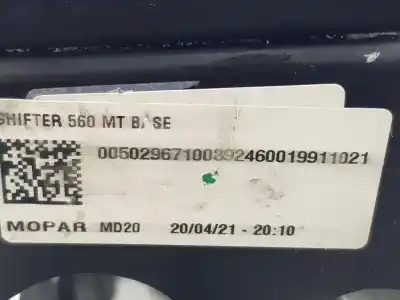 SHIFTER 560 MT BASE
00502967100392460019911021
MOPAR MD20 20/04/21 - 20:10